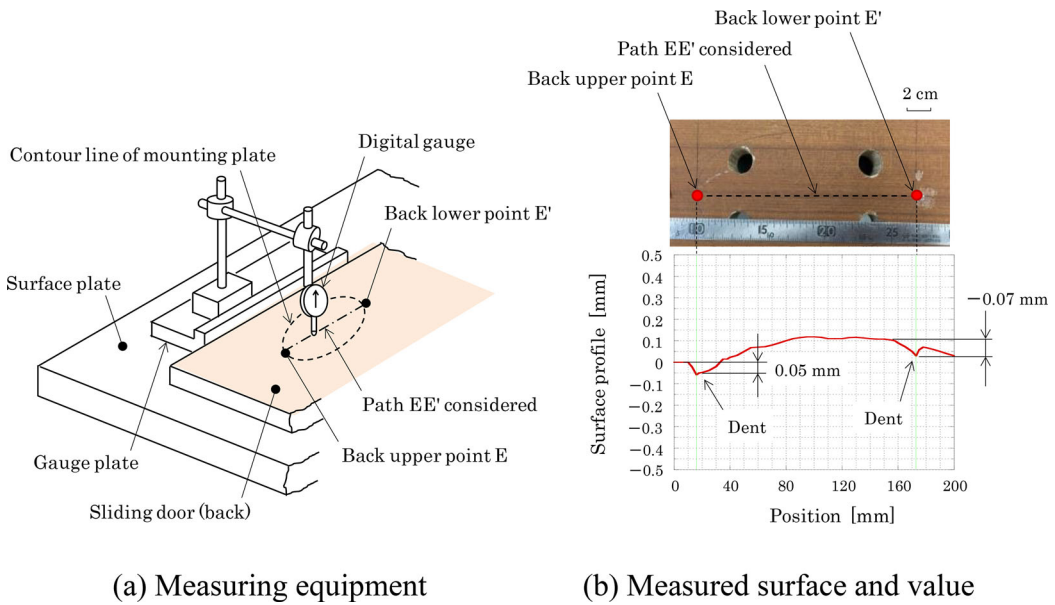 Contour line of mounting plate
Digital gauge
Back lower point E'
Surface plate
Path EE' considered
Gauge plate
Back upper point E
Sliding door (back)
(a) Measuring equipment
Back lower point E'
Path EE' considered
Back upper point E
2 cm
10 15 20 25
Surface profile [mm]
0.5
0.4
0.3
0.2
0.1
0
−0.1
−0.2
−0.3
−0.4
−0.5
0.05 mm
−0.07 mm
Dent
Dent
0 40 80 120 160 200
Position [mm]
(b) Measured surface and value